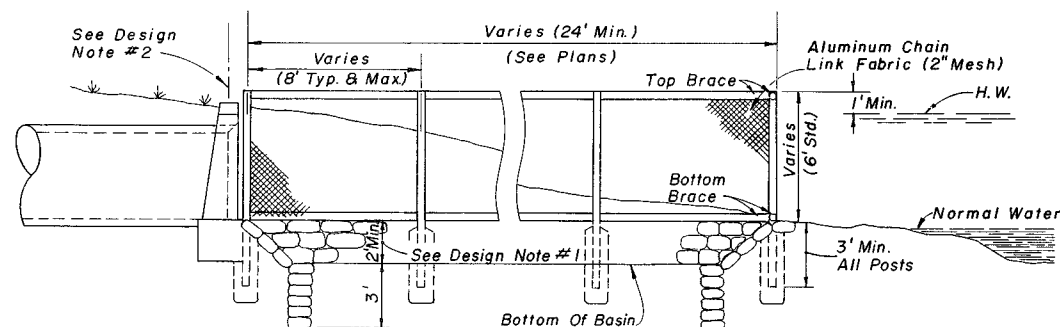 See Design
Note #2
Varies (24' Min.)
(See Plans)
Varies
(8' Typ. & Max.)
Top Brace
Aluminum Chain
Link Fabric (2" Mesh)
1' Min.
H.W.
Varies
(6' Std.)
Bottom
Brace
Normal Water
2' Min.
See Design Note #1
3'
3' Min.
All Posts
Bottom Of Basin